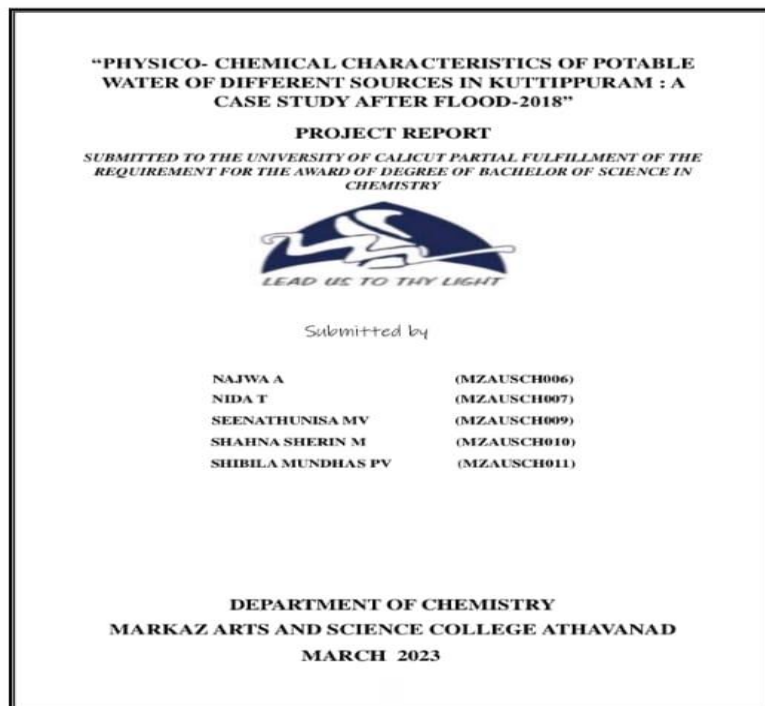 “PHYSICO- CHEMICAL CHARACTERISTICS OF POTABLE
WATER OF DIFFERENT SOURCES IN KUTTIPPURAM : A
CASE STUDY AFTER FLOOD-2018”
PROJECT REPORT
SUBMITTED TO THE UNIVERSITY OF CALICUT PARTIAL FULFILLMENT OF THE
REQUIREMENT FOR THE AWARD OF DEGREE OF BACHELOR OF SCIENCE IN
CHEMISTRY
LEAD US TO THY LIGHT
Submitted by
NAJWA A (MZAUSCH006)
NIDA T (MZAUSCH007)
SEENATHUNISA MV (MZAUSCH009)
SHAHNA SHERIN M (MZAUSCH010)
SHIBILA MUNDHAS PV (MZAUSCH011)
DEPARTMENT OF CHEMISTRY
MARKAZ ARTS AND SCIENCE COLLEGE ATHAVANAD
MARCH 2023